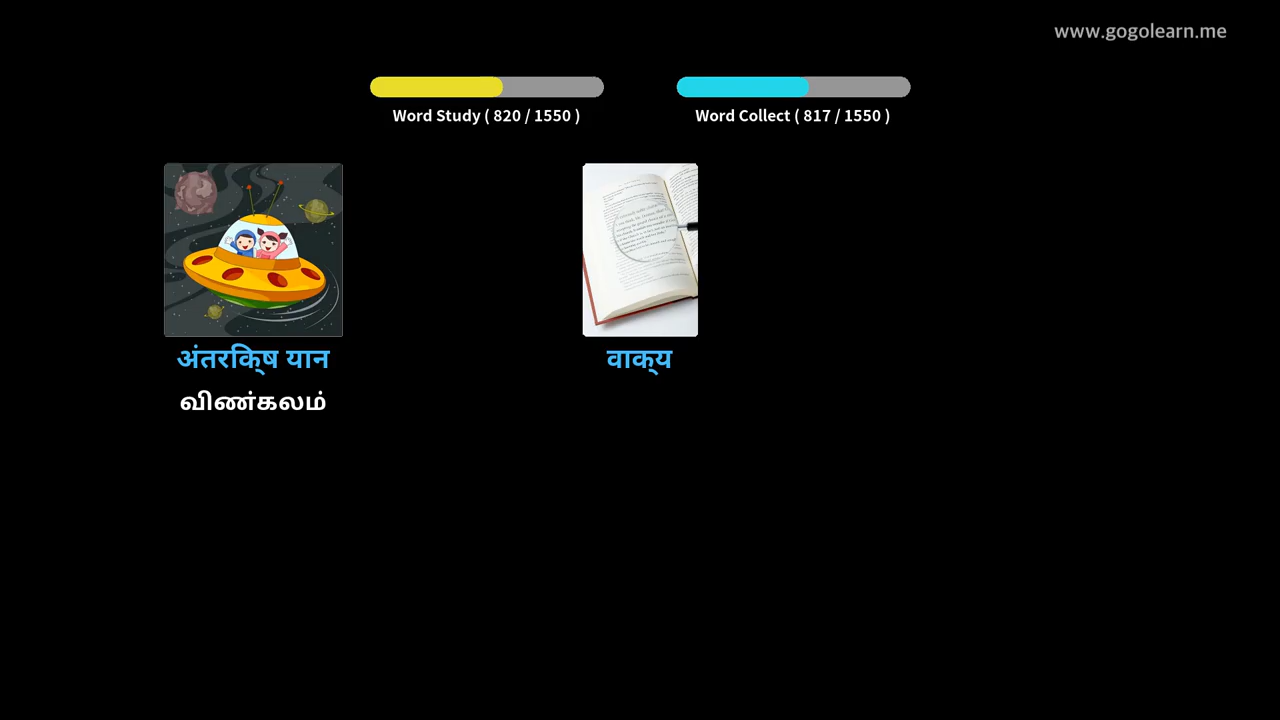 www.gogolearn.me
Word Study ( 820 / 1550 )
Word Collect ( 817 / 1550 )
अंतरिक्ष यान
விண்கலம்
वाक्य